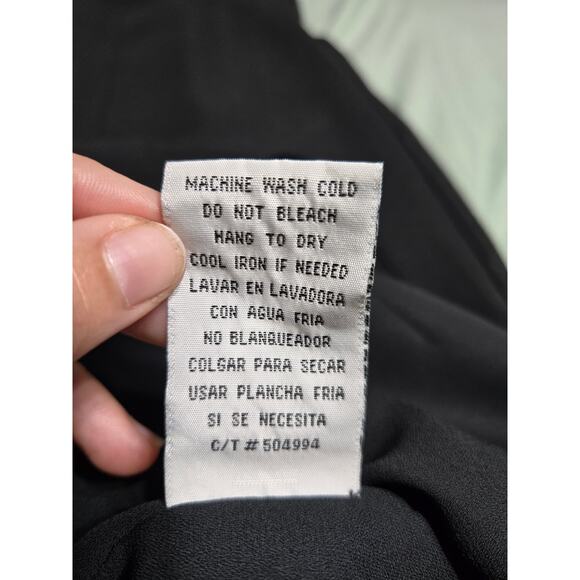 MACHINE WASH COLD
DO NOT BLEACH
HANG TO DRY
COOL IRON IF NEEDED
LAVAR EN LAVADORA
CON AGUA FRIA
NO BLANQUEADOR
COLGAR PARA SECAR
USAR PLANCHA FRIA
SI SE NECESITA
C/T # 504994